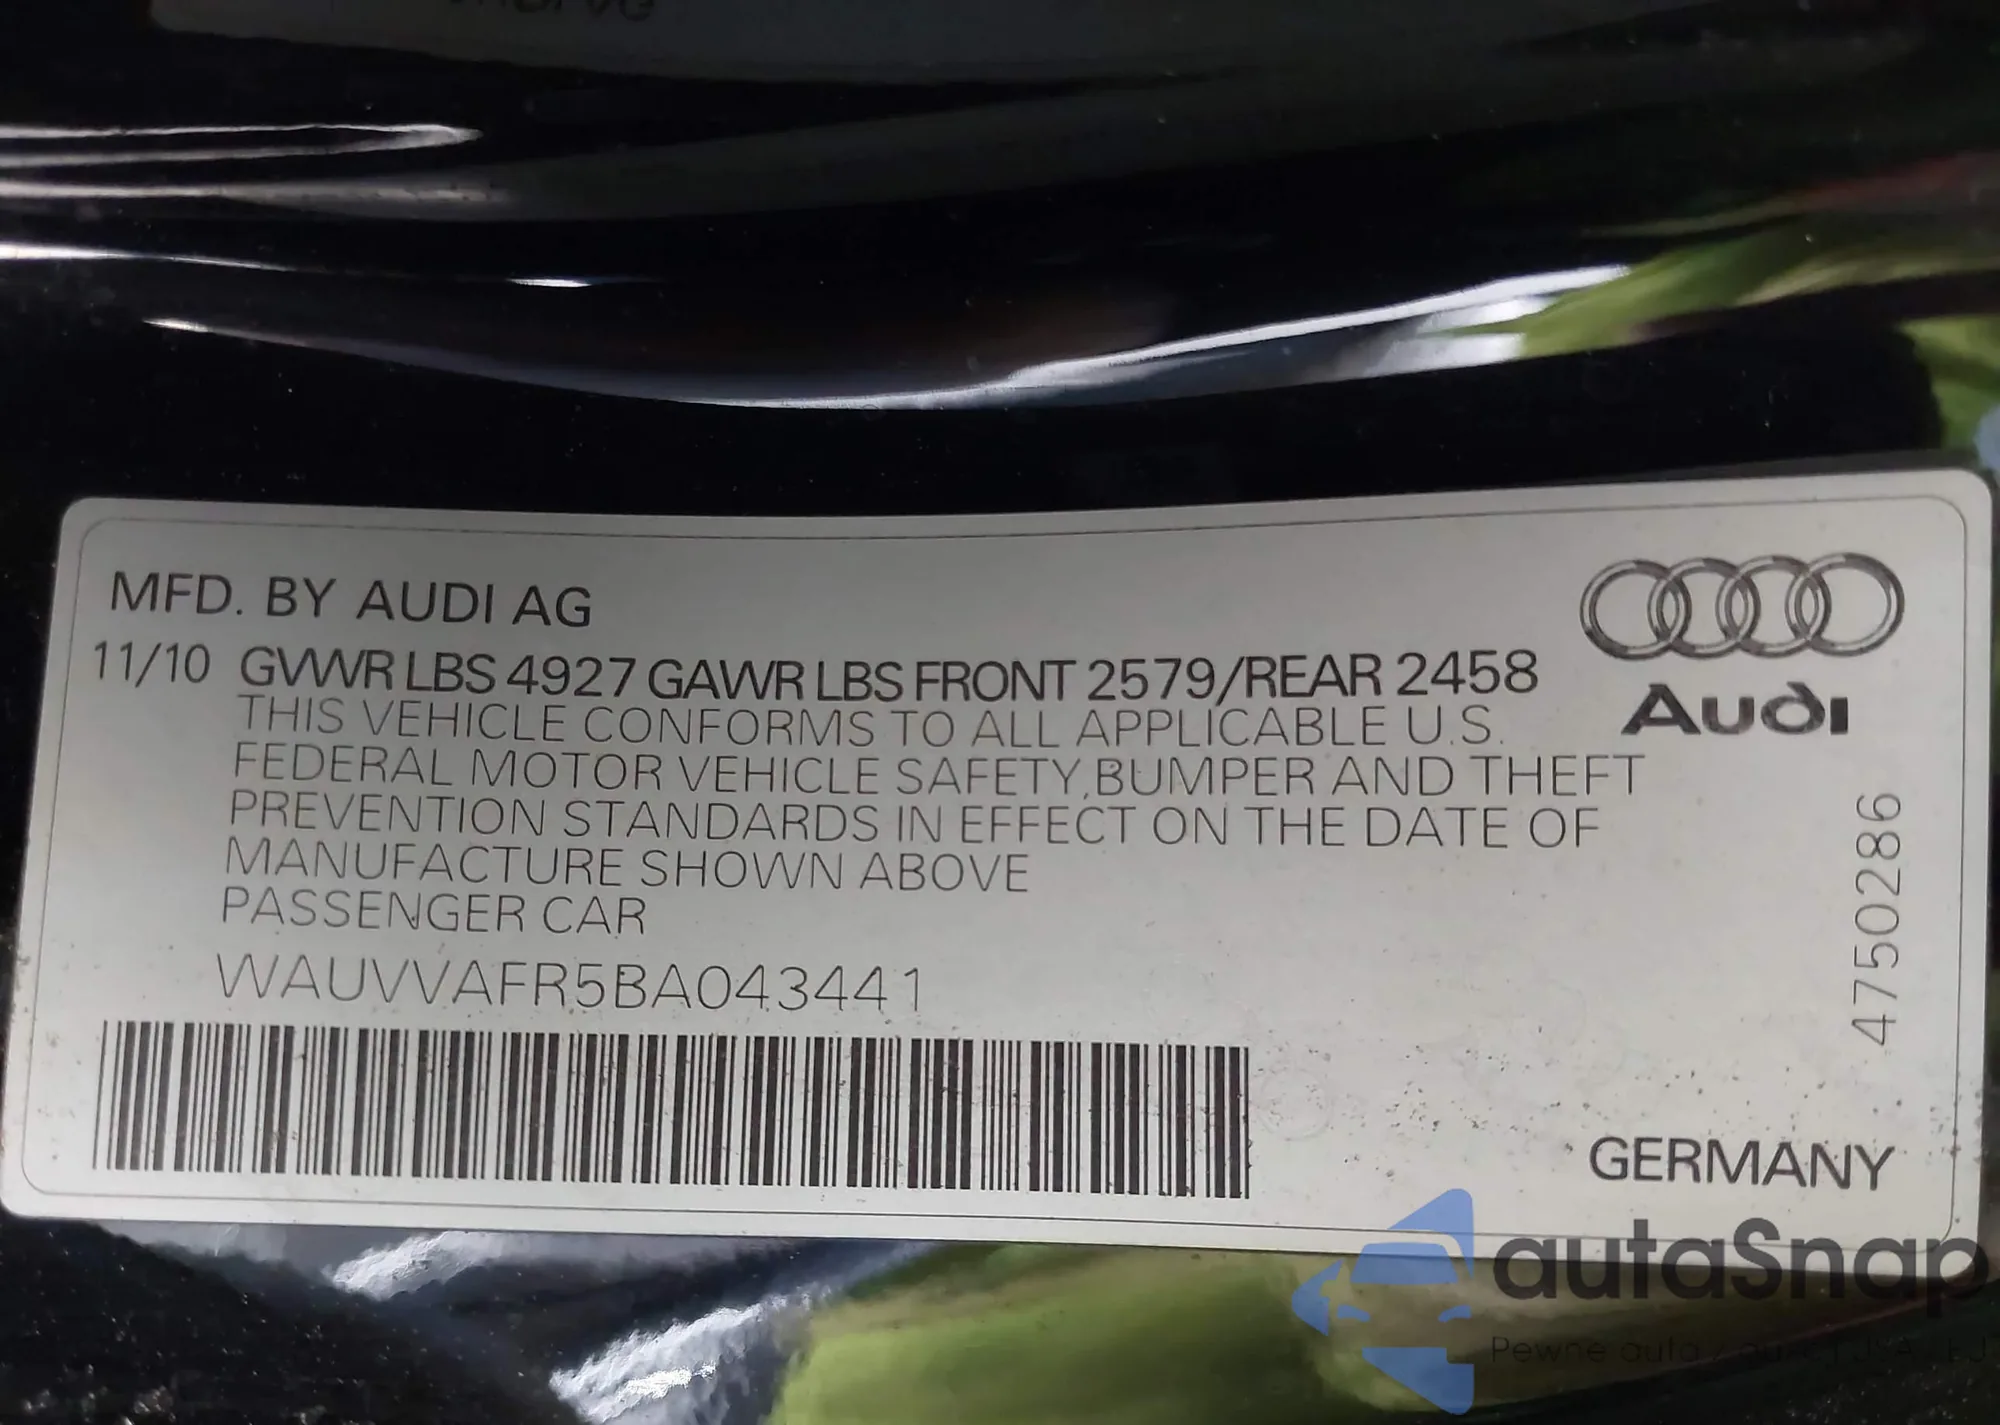 MFD. BY AUDI AG
11/10 GVWR LBS 4927 GAWR LBS FRONT 2579/REAR 2458
THIS VEHICLE CONFORMS TO ALL APPLICABLE U.S.
FEDERAL MOTOR VEHICLE SAFETY,BUMPER AND THEFT
PREVENTION STANDARDS IN EFFECT ON THE DATE OF
MANUFACTURE SHOWN ABOVE
PASSENGER CAR
WAUVVAFR5BA043441
Audi
4750286
GERMANY
autaSnap
Pewne auta z